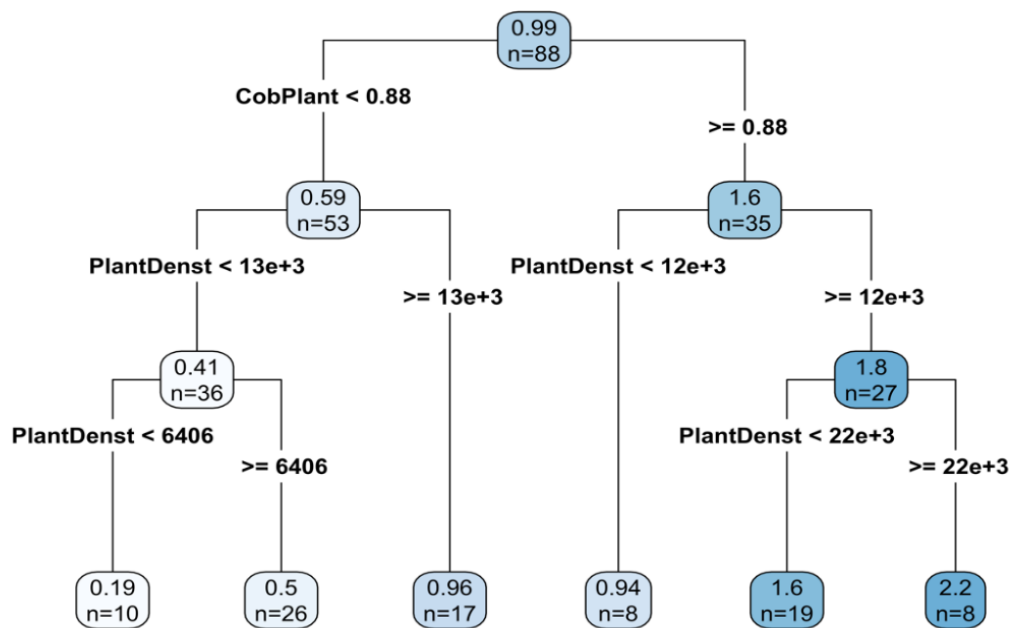 0.99
n=88
CobPlant < 0.88
>= 0.88
0.59
n=53
1.6
n=35
PlantDenst < 13e+3
>= 13e+3
PlantDenst < 12e+3
>= 12e+3
0.41
n=36
1.8
n=27
PlantDenst < 6406
>= 6406
PlantDenst < 22e+3
>= 22e+3
0.19
n=10
0.5
n=26
0.96
n=17
0.94
n=8
1.6
n=19
2.2
n=8